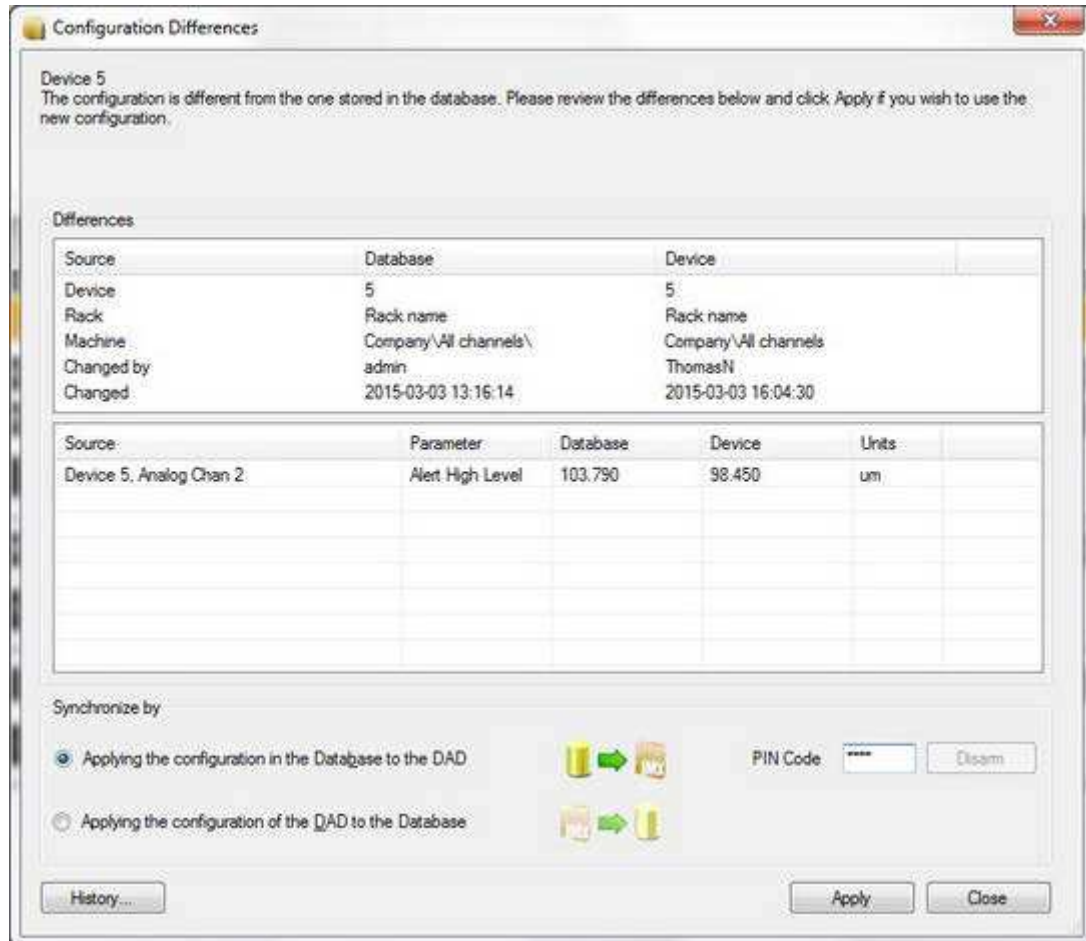 Configuration Differences
Device 5
The configuration is different from the one stored in the database. Please review the differences below and click Apply if you wish to use the
new configuration.
Differences
Source Database Device
Device 5 5
Rack Rack name Rack name
Machine Company\All channels\ Company\All channels
Changed by admin ThomasN
Changed 2015-03-03 13:16:14 2015-03-03 16:04:30
Source Parameter Database Device Units
Device 5, Analog Chan 2 Alert High Level 103.790 98.450 um
Synchronize by
Applying the configuration in the Database to the DAD PIN Code **** Disarm
Applying the configuration of the DAD to the Database
History... Apply Close